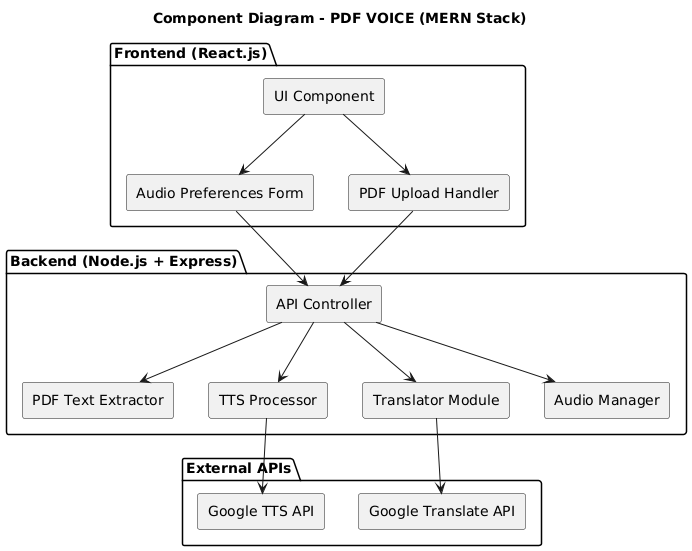 Component Diagram - PDF VOICE (MERN Stack)
Frontend (React.js)
UI Component
Audio Preferences Form
PDF Upload Handler
Backend (Node.js + Express)
API Controller
PDF Text Extractor
TTS Processor
Translator Module
Audio Manager
External APIs
Google TTS API
Google Translate API